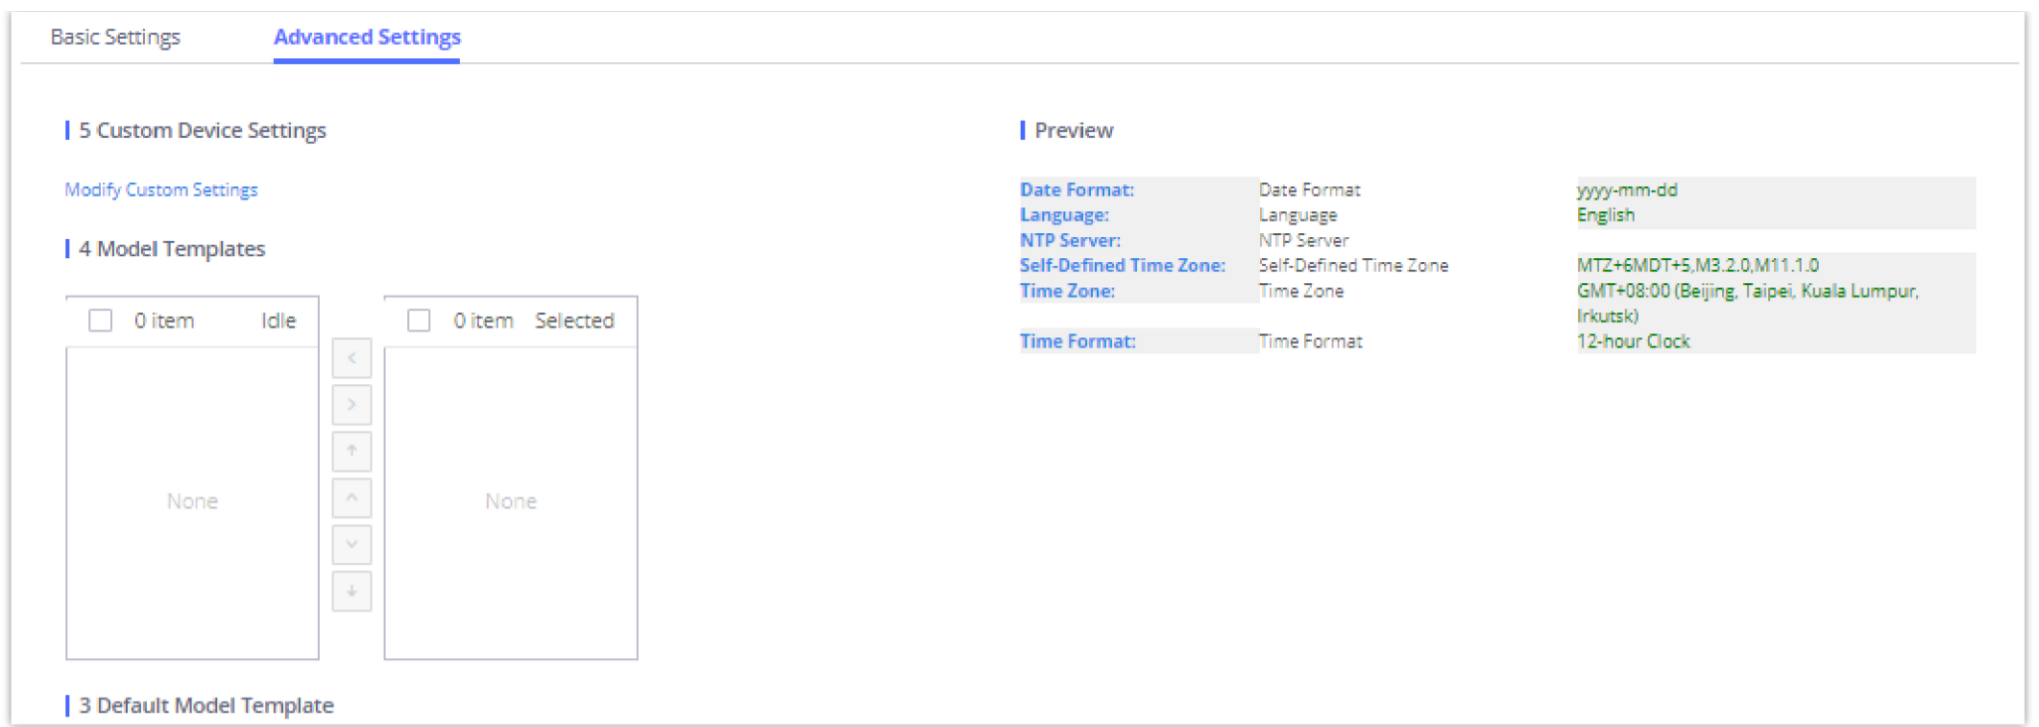 Basic Settings
Advanced Settings
5 Custom Device Settings
Modify Custom Settings
4 Model Templates
0 item Idle
None
0 item Selected
None
3 Default Model Template
Preview
Date Format: Date Format yyyy-mm-dd
Language: Language English
NTP Server: NTP Server
Self-Defined Time Zone: Self-Defined Time Zone MTZ+6MDT+5,M3.2.0,M11.1.0
Time Zone: Time Zone GMT+08:00 (Beijing, Taipei, Kuala Lumpur,
Irkutsk)
Time Format: Time Format 12-hour Clock